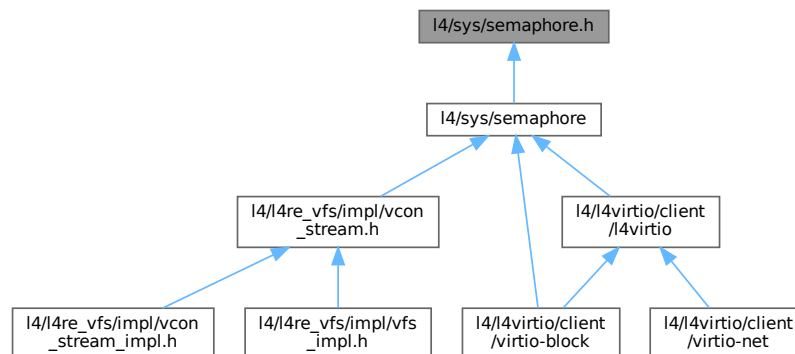 l4/sys/semaphore.h
l4/sys/semaphore
l4/l4re_vfs/impl/vcon
_stream.h
l4/l4virtio/client
/l4virtio
l4/l4re_vfs/impl/vcon
_stream_impl.h
l4/l4re_vfs/impl/vfs
_impl.h
l4/l4virtio/client
/virtio-block
l4/l4virtio/client
/virtio-net